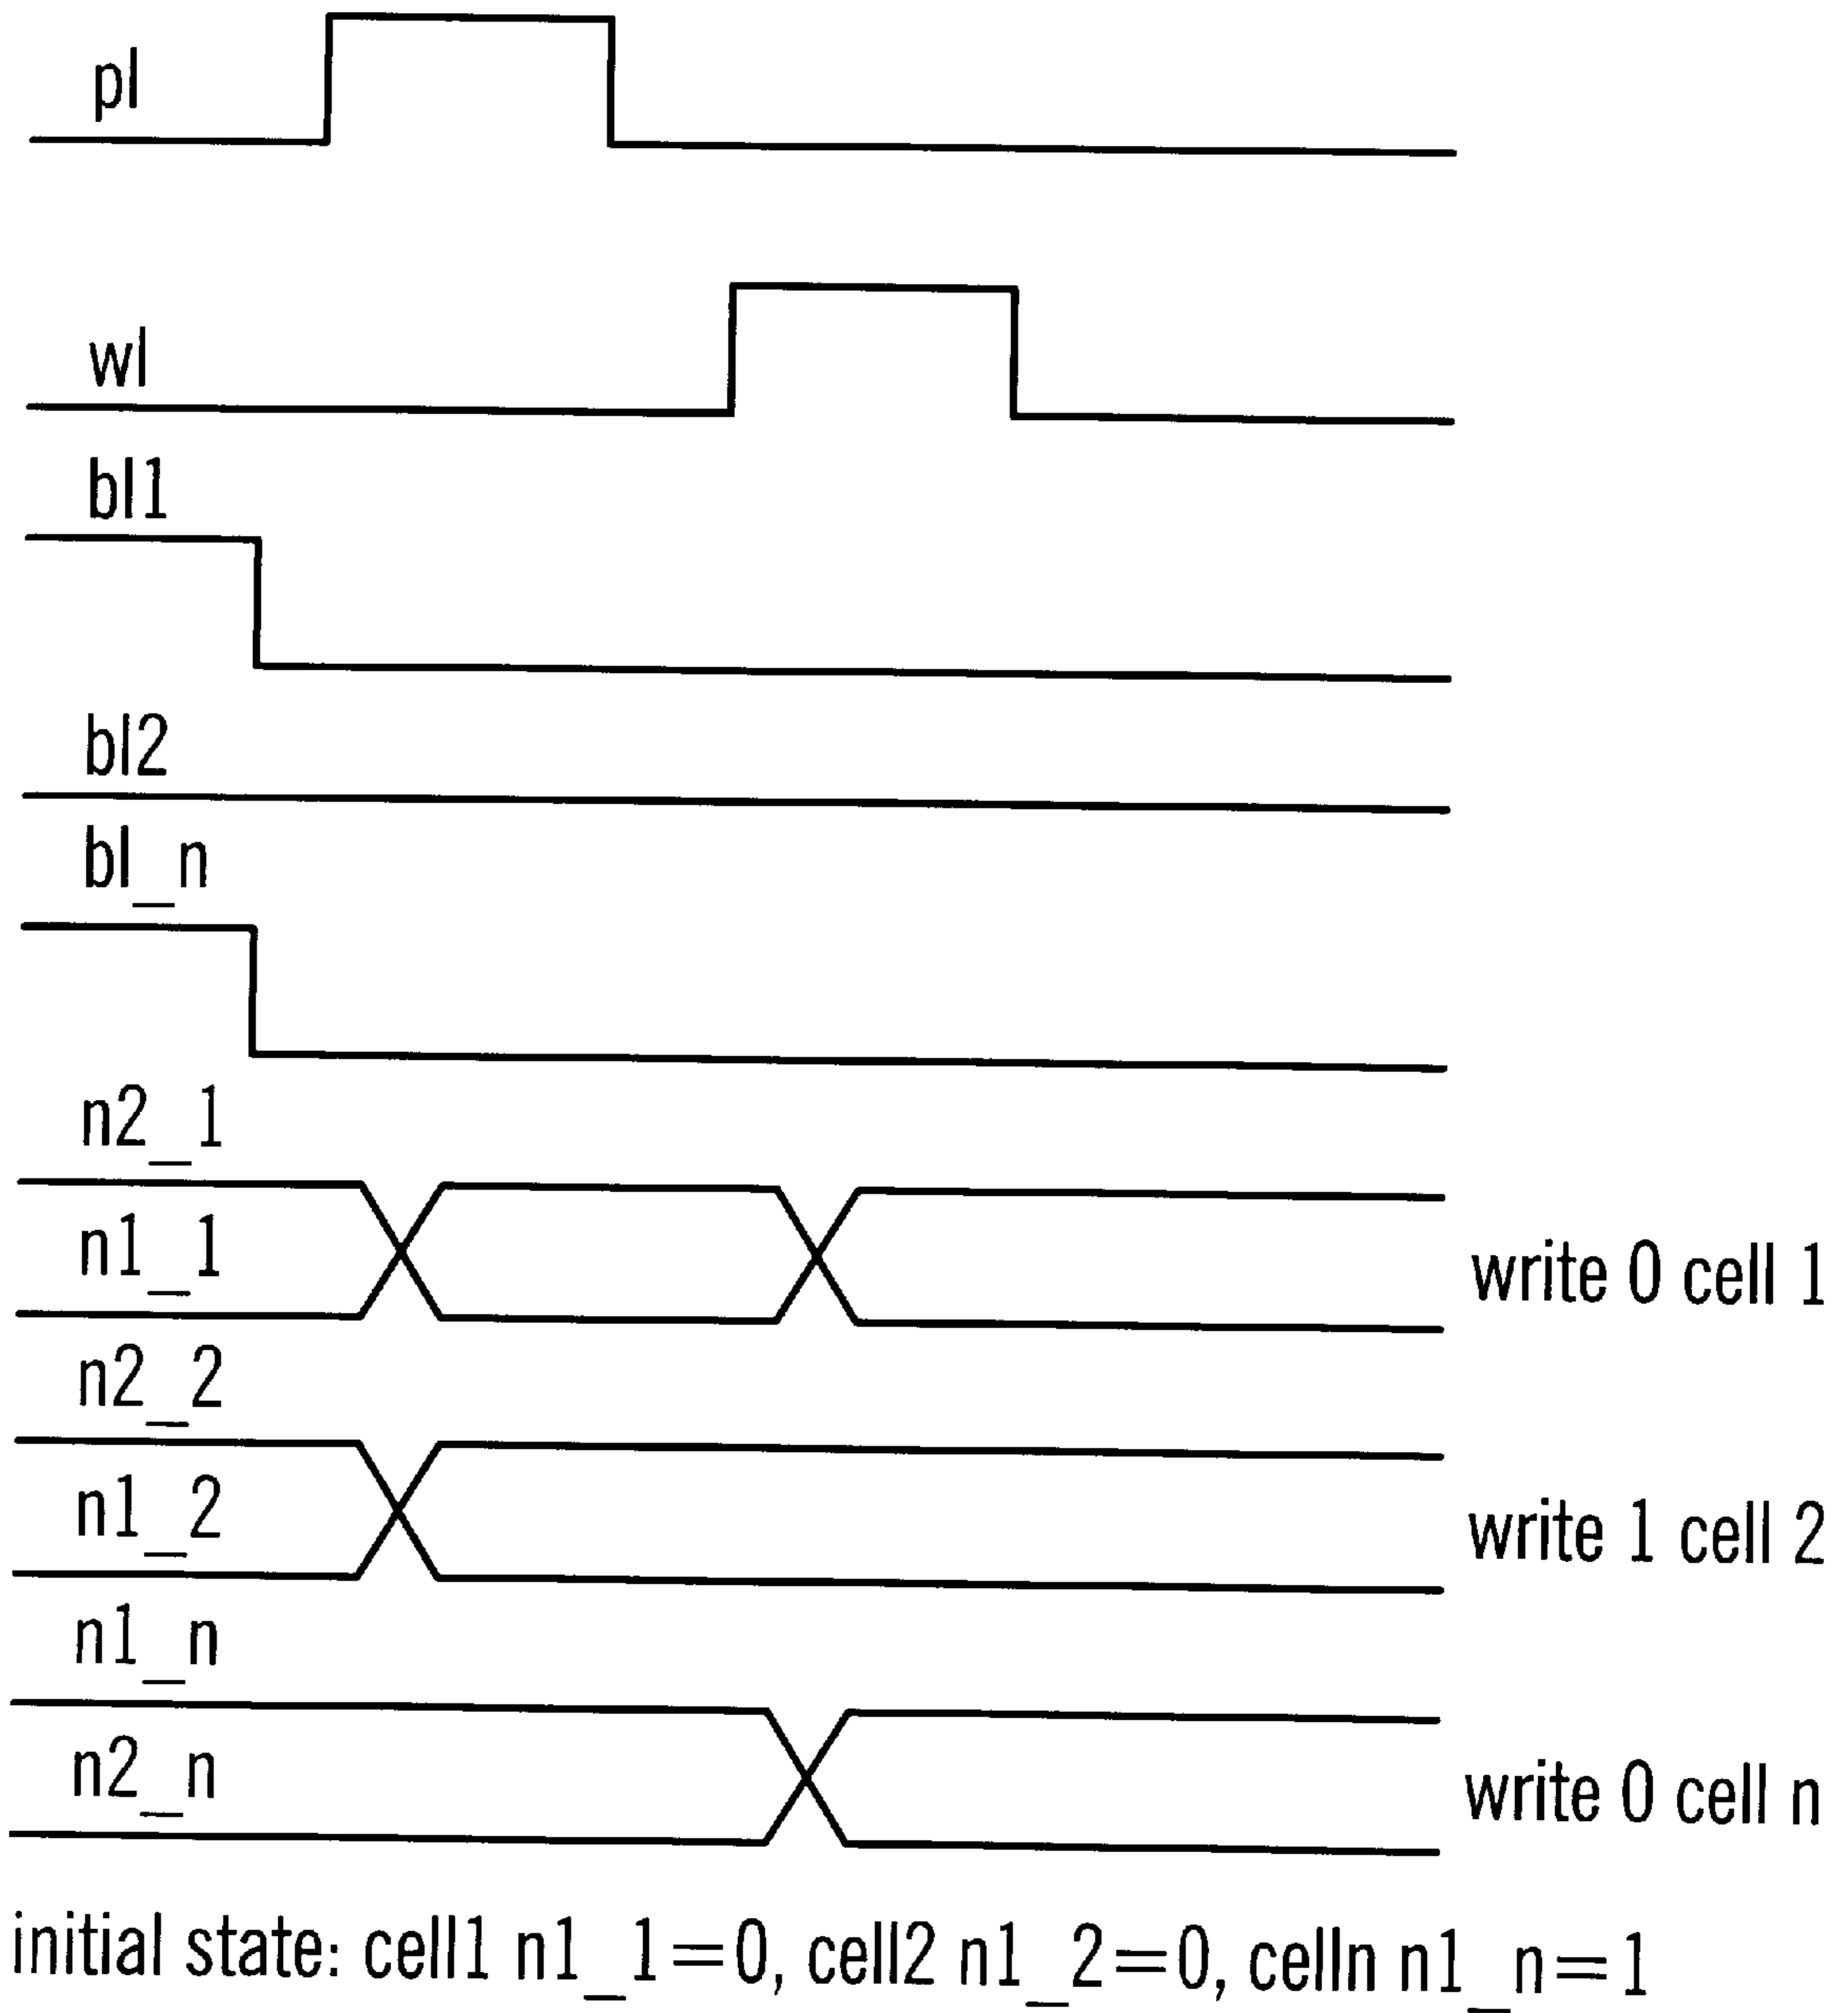 pl
wl
bl1
bl2
bl_n
n2_1
n1_1
write 0 cell 1
n2_2
n1_2
write 1 cell 2
n1_n
n2_n
write 0 cell n
initial state: cell1 n1_1=0, cell2 n1_2=0, celln n1_n=1